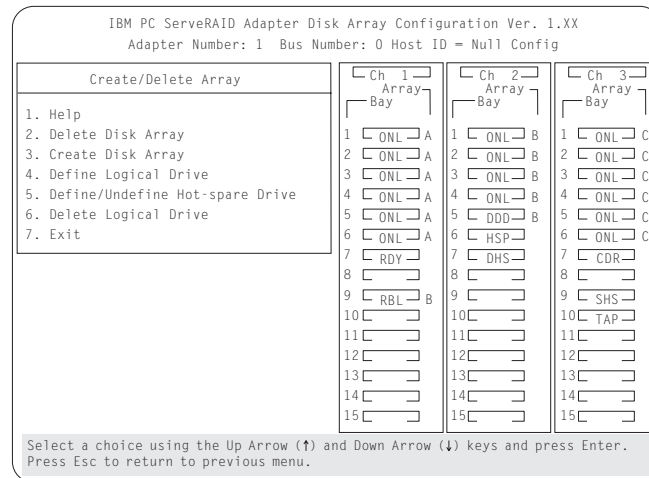 IBM PC ServeRAID Adapter Disk Array Configuration Ver. 1.XX
Adapter Number: 1 Bus Number: 0 Host ID = Null Config
Create/Delete Array
1. Help
2. Delete Disk Array
3. Create Disk Array
4. Define Logical Drive
5. Define/Undefine Hot-spare Drive
6. Delete Logical Drive
7. Exit
Ch 1
Array
Bay
1 ONL A
2 ONL A
3 ONL A
4 ONL A
5 ONL A
6 ONL A
7 RDY
8
9 RBL B
10
11
12
13
14
15
Ch 2
Array
Bay
1 ONL B
2 ONL B
3 ONL B
4 ONL B
5 DDD B
6 HSP
7 DHS
8
9
10
11
12
13
14
15
Ch 3
Array
Bay
1 ONL C
2 ONL C
3 ONL C
4 ONL C
5 ONL C
6 ONL C
7 CDR
8
9 SHS
10 TAP
11
12
13
14
15
Select a choice using the Up Arrow (↑) and Down Arrow (↓) keys and press Enter.
Press Esc to return to previous menu.